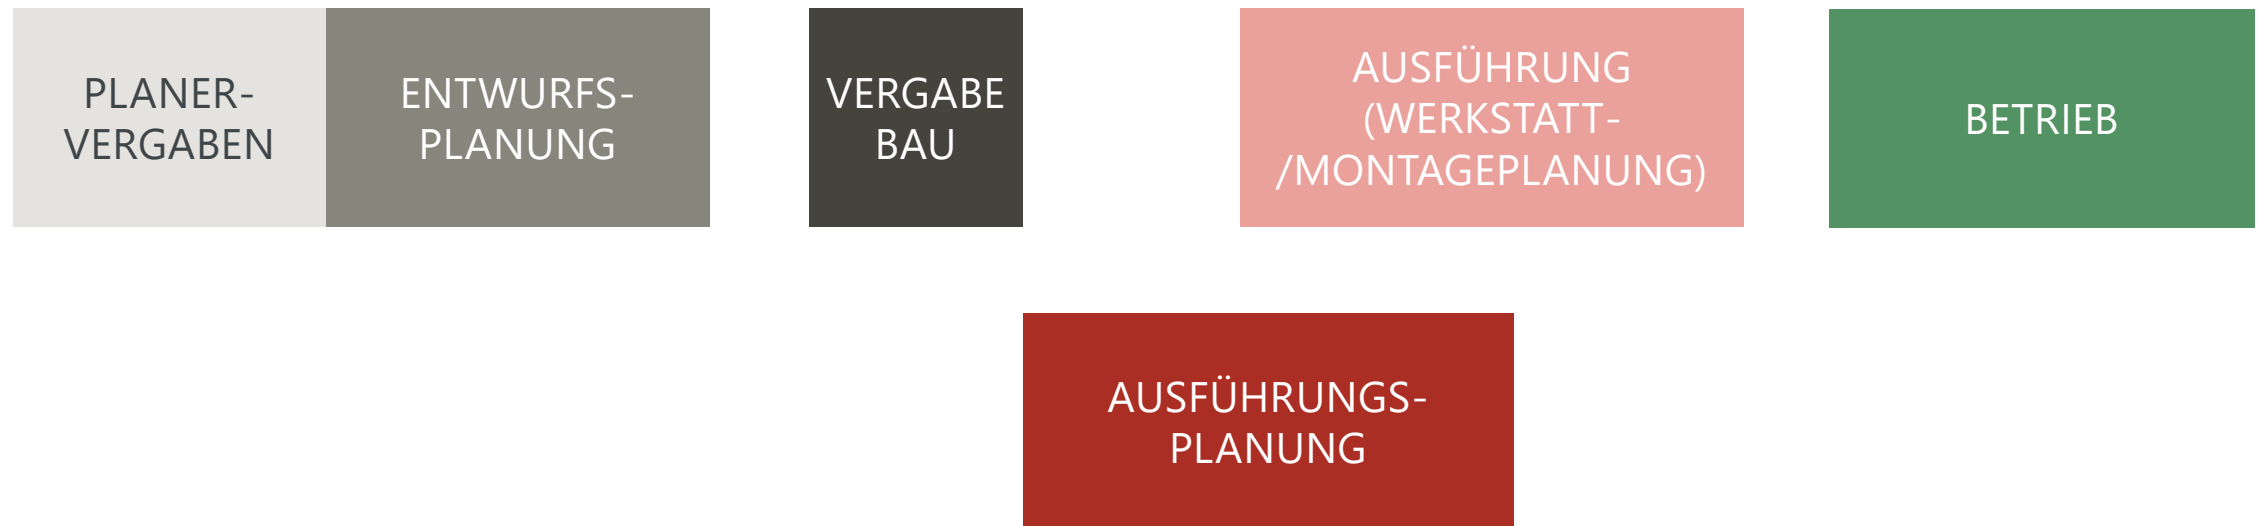 PLANER-
VERGABEN
ENTWURFS-
PLANUNG
VERGABE
BAU
AUSFÜHRUNG
(WERKSTATT-
/MONTAGEPLANUNG)
BETRIEB
AUSFÜHRUNGS-
PLANUNG